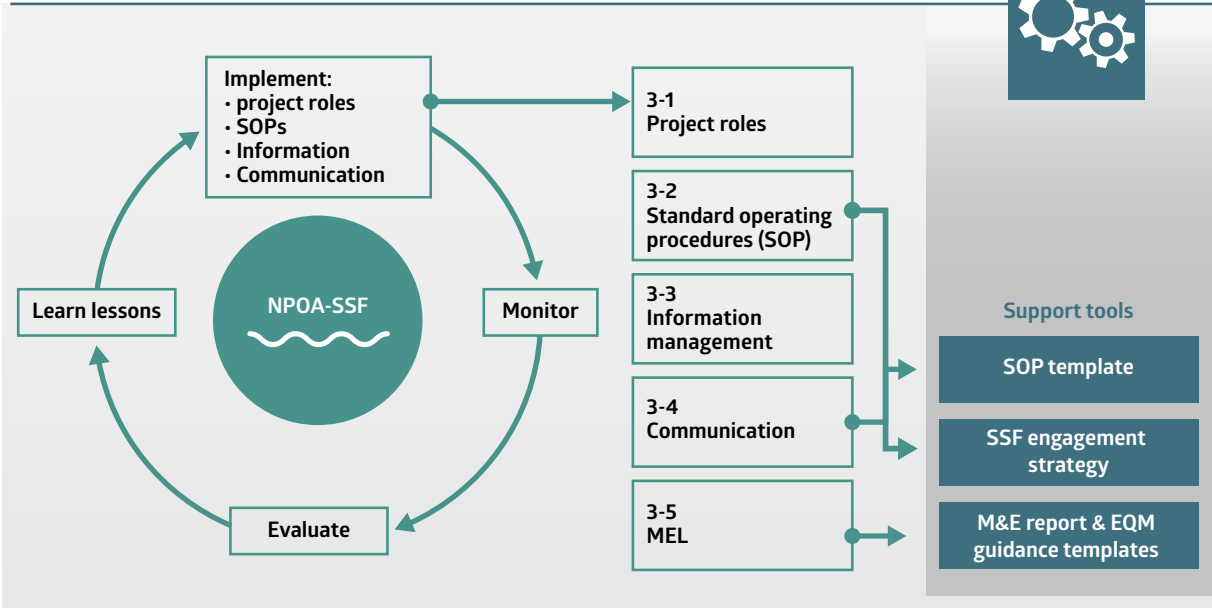 Implement:
· project roles
· SOPs
· Information
· Communication
NPOA-SSF
Learn lessons
Monitor
Evaluate
3-1
Project roles
3-2
Standard operating
procedures (SOP)
3-3
Information
management
3-4
Communication
3-5
MEL
Support tools
SOP template
SSF engagement
strategy
M&E report & EQM
guidance templates